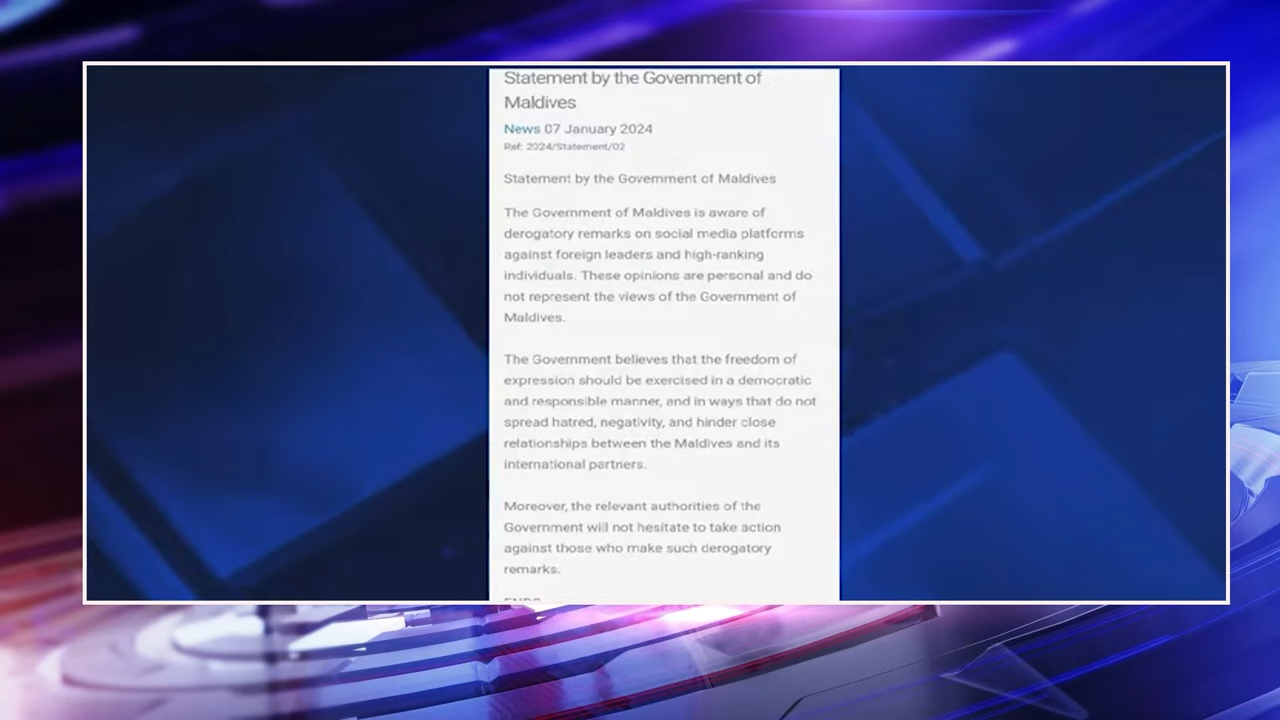 Statement by the Government of
Maldives
News 07 January 2024
Ref: 2024/Statement/02
Statement by the Government of Maldives
The Government of Maldives is aware of
derogatory remarks on social media platforms
against foreign leaders and high-ranking
individuals. These opinions are personal and do
not represent the views of the Government of
Maldives.
The Government believes that the freedom of
expression should be exercised in a democratic
and responsible manner, and in ways that do not
spread hatred, negativity, and hinder close
relationships between the Maldives and its
international partners.
Moreover, the relevant authorities of the
Government will not hesitate to take action
against those who make such derogatory
remarks.